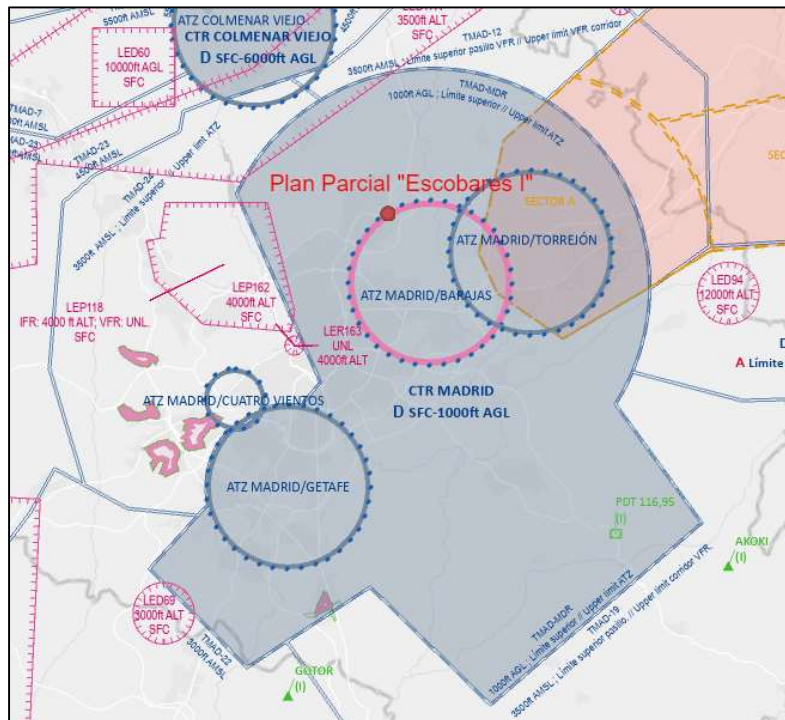 5500ft AMSL
ATZ COLMENAR VIEJO
CTR COLMENAR VIEJO
D SFC-6000ft AGL
LED60
10000ft AGL
SFC
3500ft ALT
SFC
TMAD-12
3500ft AMSL : Límite superior pasillo VFR // Upper limit VFR corridor
TMAD-MDR
1000ft AGL ; Límite superior // Upper limit ATZ
TMAD-7
TMAD-23
4500ft AMSL
TMAD-24
3500ft AMSL ; Límite superior // Upper limit ATZ
Plan Parcial "Escobares I"
SECTOR A
ATZ MADRID/TORREJÓN
ATZ MADRID/BARAJAS
LED94
12000ft ALT
SFC
LEP162
4000ft ALT
SFC
LEP118
IFR: 4000 ft ALT; VFR: UNL.
SFC
LER163
UNL
4000ft ALT
D
A Límite
CTR MADRID
D SFC-1000ft AGL
ATZ MADRID/CUATRO VIENTOS
ATZ MADRID/GETAFE
PDT 116,95
(I)
AKOKI
(I)
LED69
3000ft ALT
SFC
TMAD-22
3000ft AMSL
GOTOR
(I)
TMAD-MDR
1000ft AGL ; Límite superior // Upper limit ATZ
TMAD-19
3500ft AMSL ; Límite superior pasillo. // Upper limit corridor VFR.